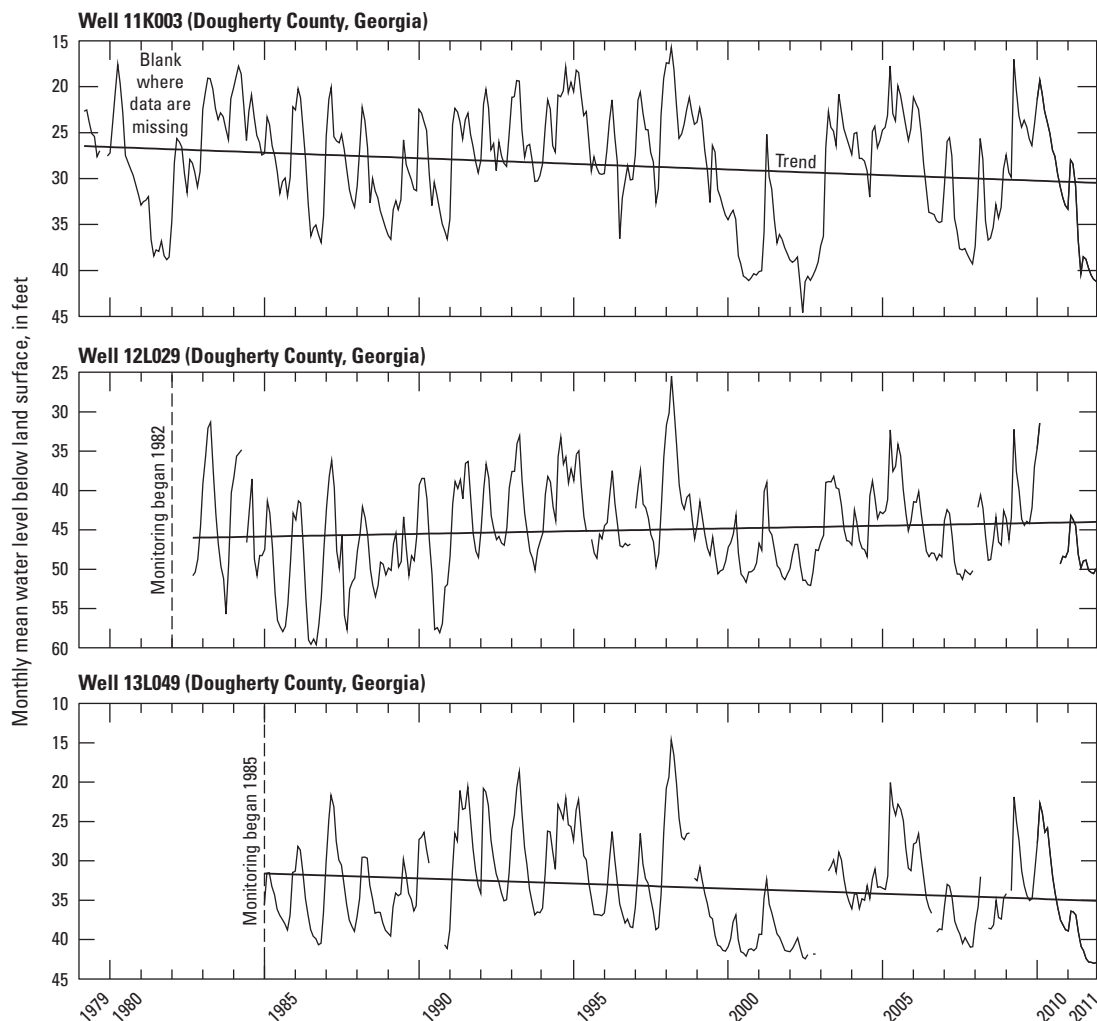 Monthly mean water level below land surface, in feet
Well 11K003 (Dougherty County, Georgia)
15
20
25
30
35
40
45
Blank
where
data are
missing
Trend
Well 12L029 (Dougherty County, Georgia)
25
30
35
40
45
50
55
60
Monitoring began 1982
Well 13L049 (Dougherty County, Georgia)
10
15
20
25
30
35
40
45
Monitoring began 1985
1979
1980
1985
1990
1995
2000
2005
2010
2011